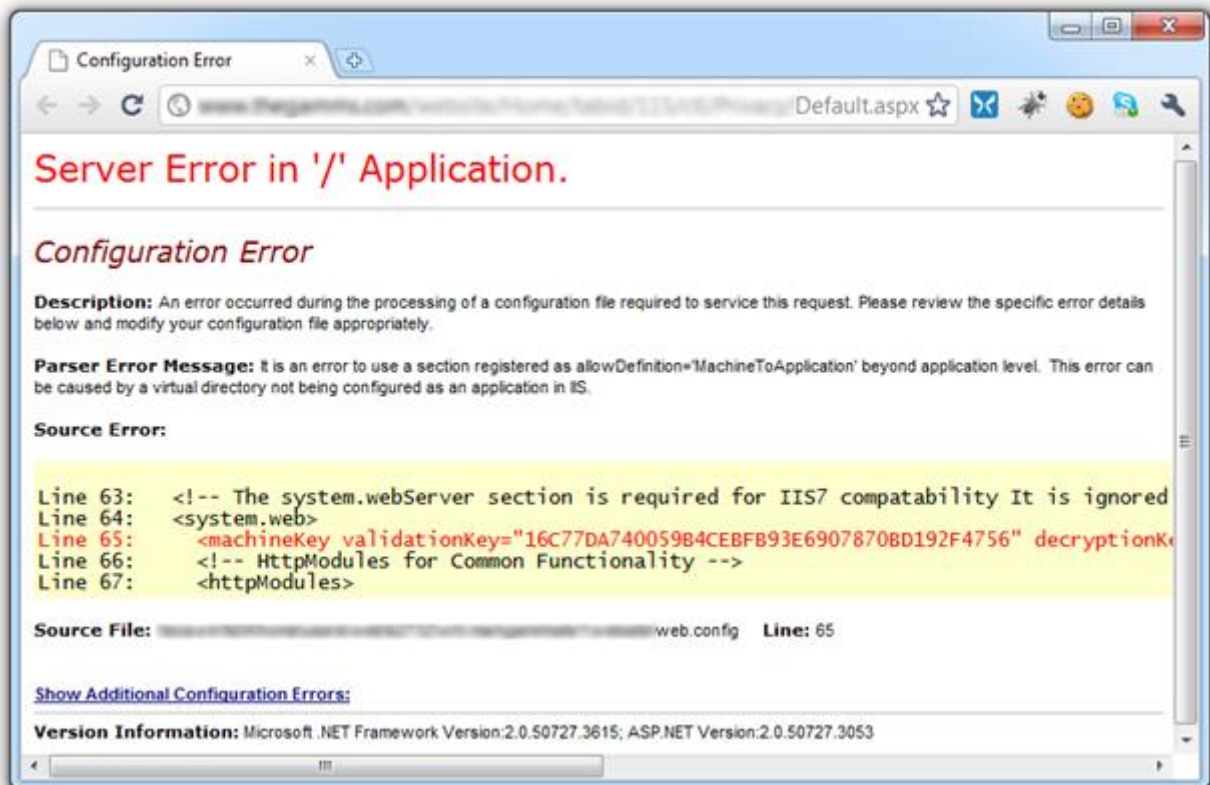 Configuration Error
Default.aspx
Server Error in '/' Application.
Configuration Error
Description: An error occurred during the processing of a configuration file required to service this request. Please review the specific error details
below and modify your configuration file appropriately.
Parser Error Message: It is an error to use a section registered as allowDefinition='MachineToApplication' beyond application level. This error can
be caused by a virtual directory not being configured as an application in IIS.
Source Error:
Line 63: <!-- The system.webServer section is required for IIS7 compatability It is ignored
Line 64: <system.web>
Line 65: <machineKey validationKey="16C77DA740059B4CEBFB93E6907870BD192F4756" decryptionKe
Line 66: <!-- HttpModules for Common Functionality -->
Line 67: <httpModules>
Source File: web.config Line: 65
Show Additional Configuration Errors:
Version Information: Microsoft .NET Framework Version:2.0.50727.3615; ASP.NET Version:2.0.50727.3053